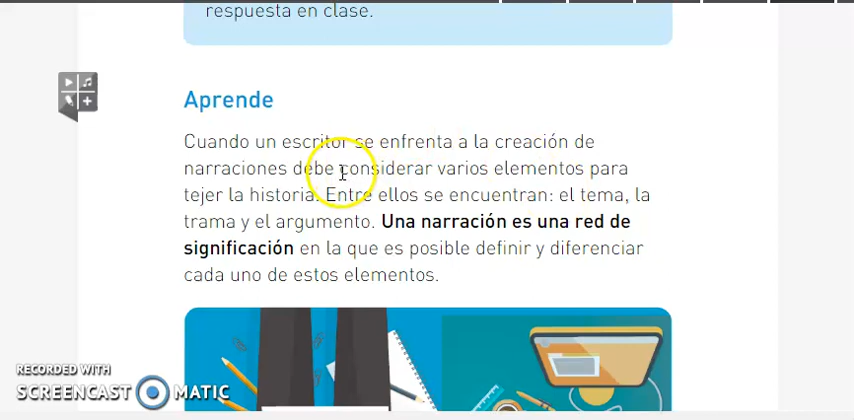 respuesta en clase.
Aprende
Cuando un escritor se enfrenta a la creación de
narraciones debe considerar varios elementos para
tejer la historia. Entre ellos se encuentran: el tema, la
trama y el argumento. Una narración es una red de
significación en la que es posible definir y diferenciar
cada uno de estos elementos.
RECORDED WITH
SCREENCAST MATIC